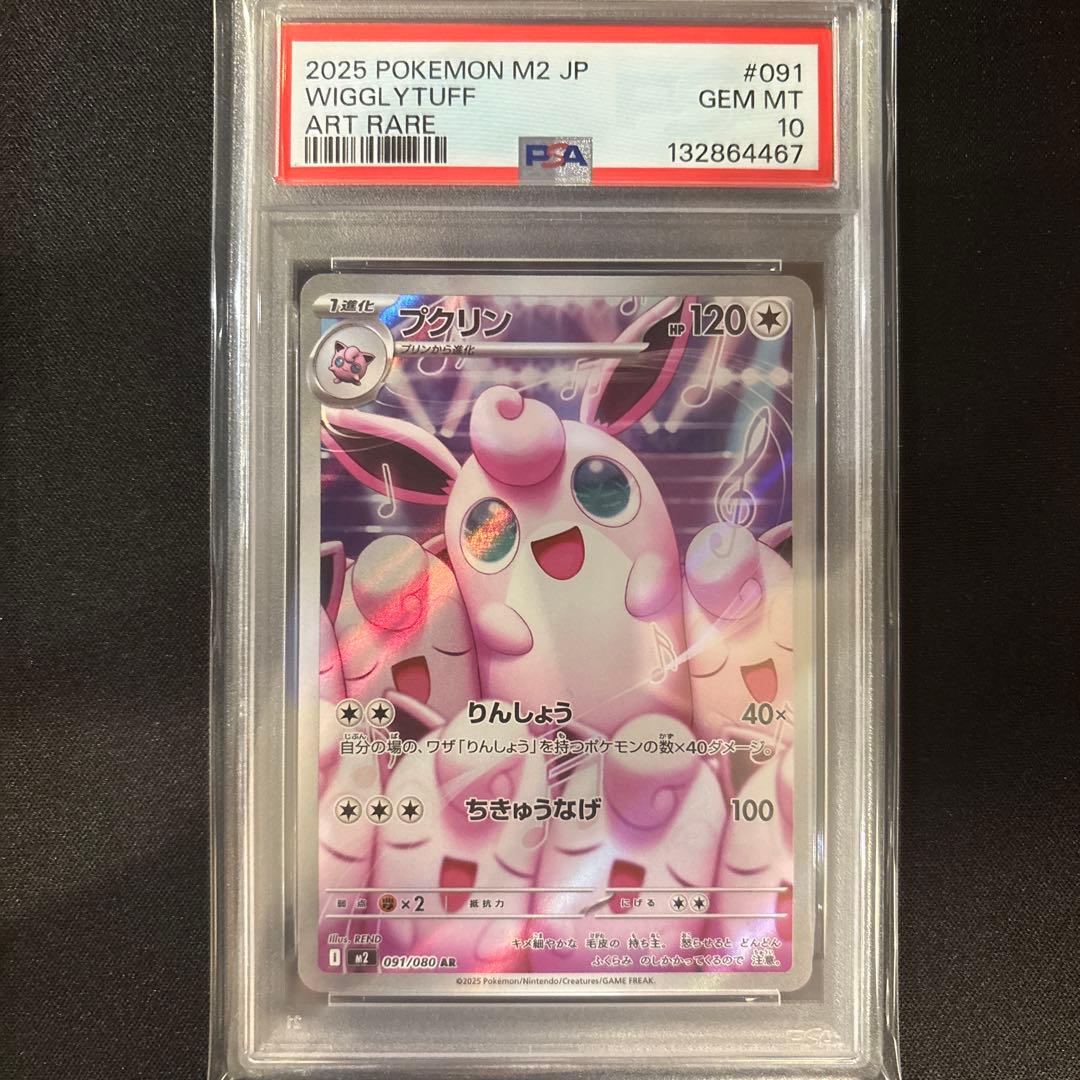 2025 POKEMON M2 JP #091
WIGGLYTUFF GEM MT
ART RARE 10
PSA 132864467
1進化 プクリン HP 120
プリンから進化
りんしょう 40×
自分の場の、ワザ「りんしょう」を持つポケモンの数×40ダメージ。
ちきゅうなげ 100
弱点 ×2 抵抗力 にげる
Illus. REND
キメ細やかな 毛皮の 持ち主。 怒らせると どんどん
I M2 091/080 AR
ふくらみ のしかかってくるので 注意。
©2025 Pokémon/Nintendo/Creatures/GAME FREAK.